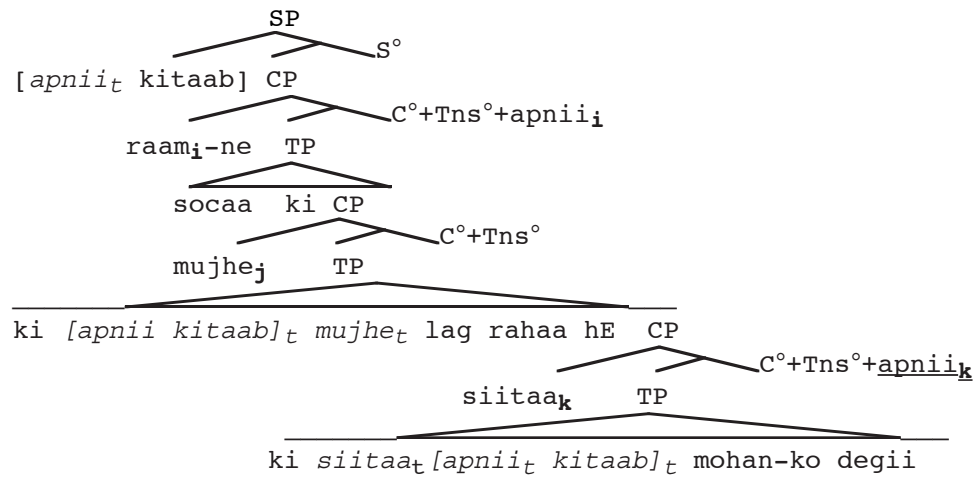 SP
S°
[apnii_t kitaab] CP
C°+Tns°+apnii_i
raam_i-ne TP
socaa ki CP
C°+Tns°
mujhe_j TP
ki [apnii kitaab]_t mujhe_t lag rahaa hE CP
C°+Tns°+apnii_k
siitaa_k TP
ki siitaa_t [apnii_t kitaab]_t mohan-ko degii